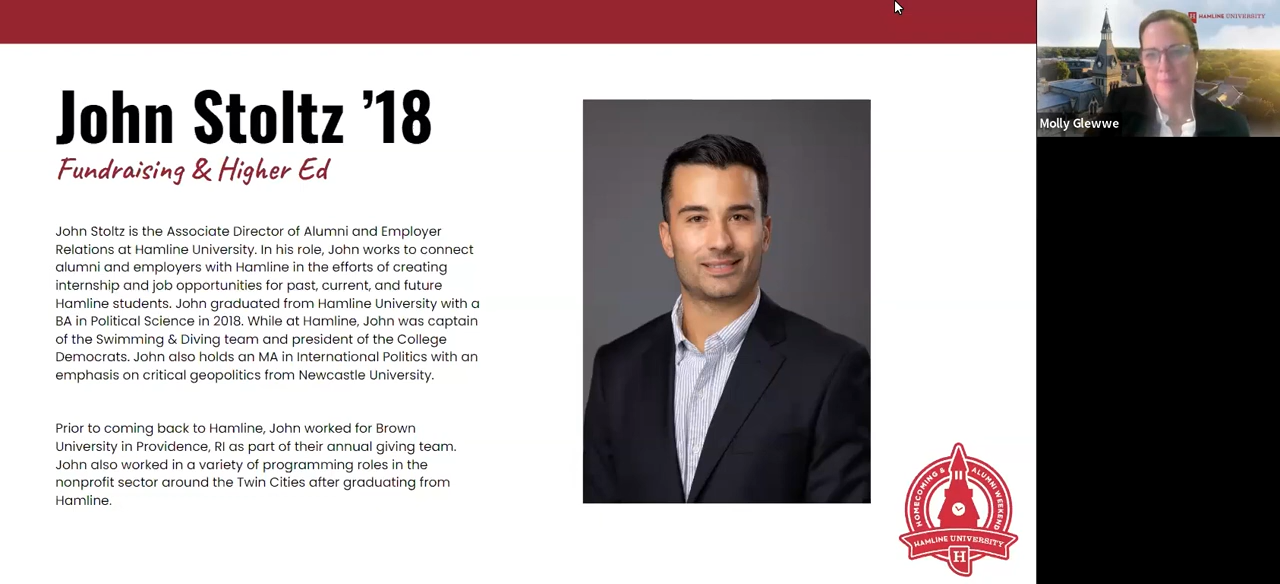 John Stoltz ’18
Fundraising & Higher Ed
John Stoltz is the Associate Director of Alumni and Employer
Relations at Hamline University. In his role, John works to connect
alumni and employers with Hamline in the efforts of creating
internship and job opportunities for past, current, and future
Hamline students. John graduated from Hamline University with a
BA in Political Science in 2018. While at Hamline, John was captain
of the Swimming & Diving team and president of the College
Democrats. John also holds an MA in International Politics with an
emphasis on critical geopolitics from Newcastle University.
Prior to coming back to Hamline, John worked for Brown
University in Providence, RI as part of their annual giving team.
John also worked in a variety of programming roles in the
nonprofit sector around the Twin Cities after graduating from
Hamline.
HOMECOMING & ALUMNI WEEKEND
HAMLINE UNIVERSITY
H
H HAMLINE UNIVERSITY
Molly Glewwe